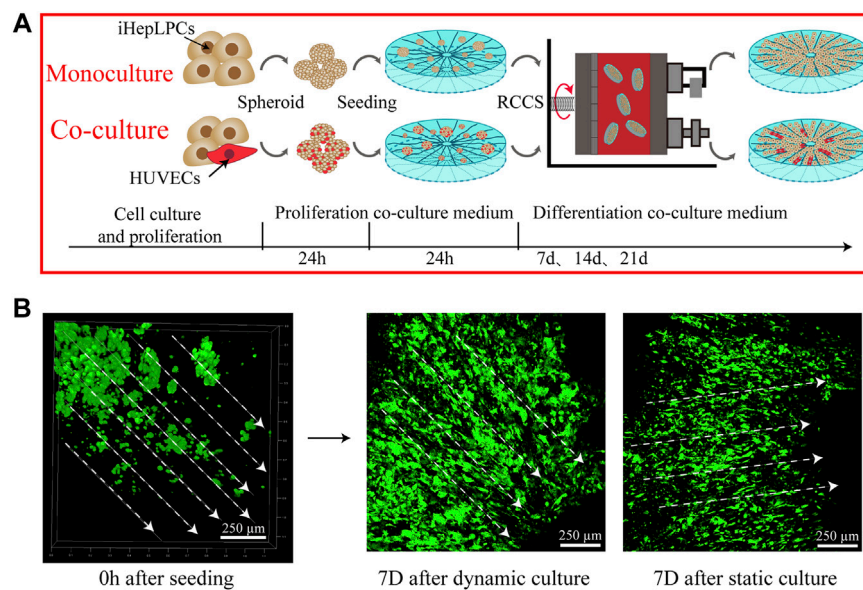 A
iHepLPCs
Monoculture
Spheroid
Seeding
RCCS
Co-culture
HUVECs
Cell culture
and proliferation
Proliferation co-culture medium
Differentiation co-culture medium
24h
24h
7d、14d、21d
B
250 μm
250 μm
250 μm
0h after seeding
7D after dynamic culture
7D after static culture